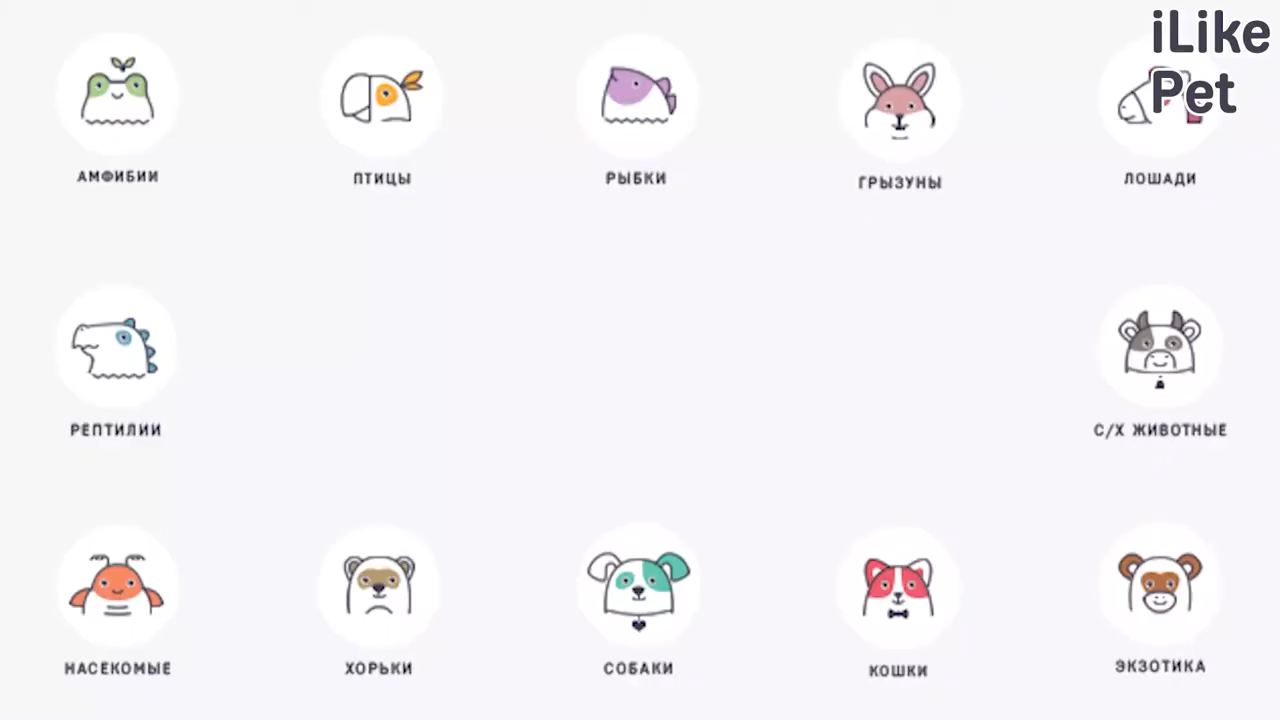 iLike
Pet
АМФИБИИ
ПТИЦЫ
РЫБКИ
ГРЫЗУНЫ
ЛОШАДИ
РЕПТИЛИИ
С/Х ЖИВОТНЫЕ
НАСЕКОМЫЕ
ХОРЬКИ
СОБАКИ
КОШКИ
ЭКЗОТИКА